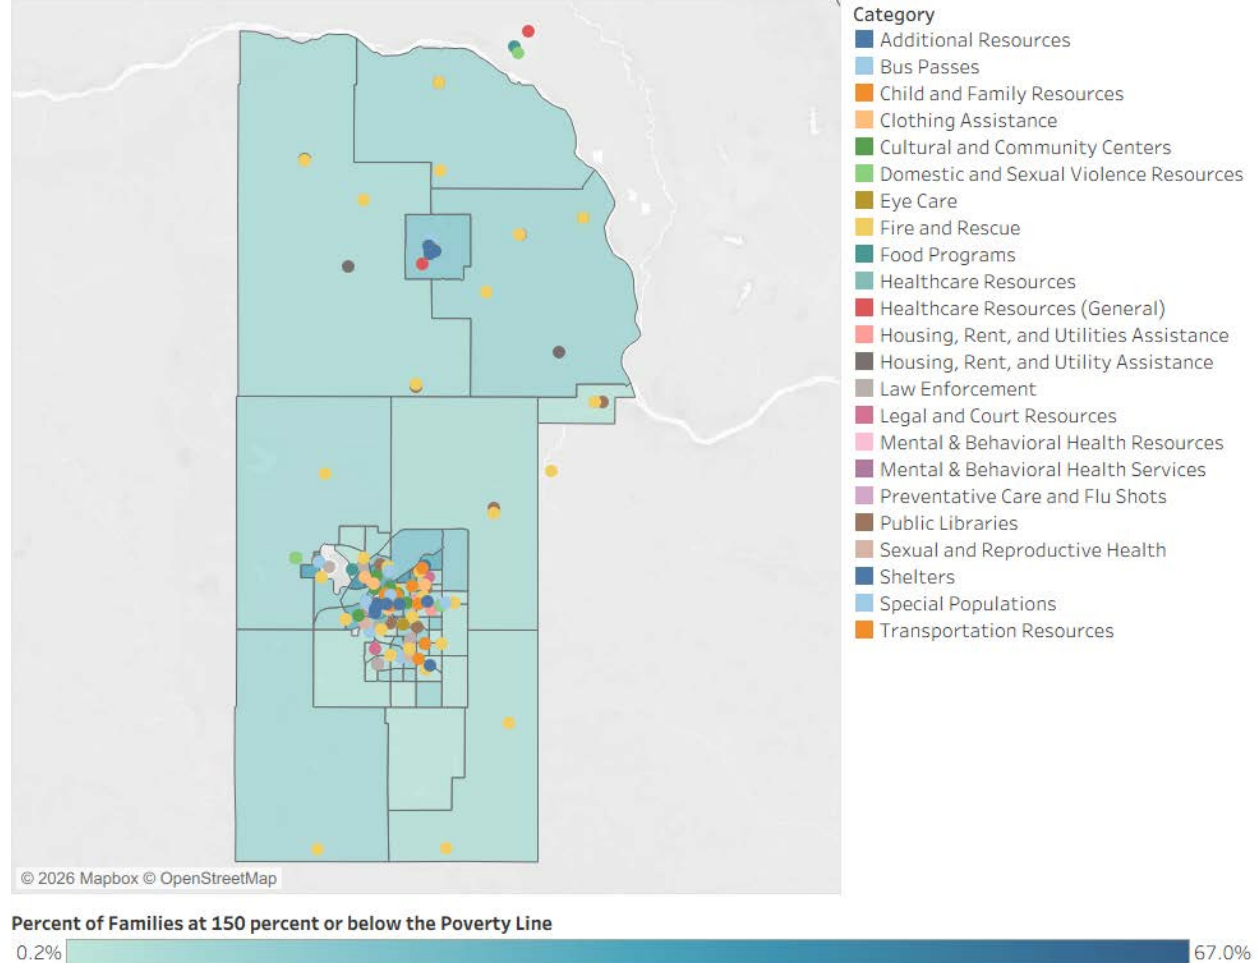 Category
Additional Resources
Bus Passes
Child and Family Resources
Clothing Assistance
Cultural and Community Centers
Domestic and Sexual Violence Resources
Eye Care
Fire and Rescue
Food Programs
Healthcare Resources
Healthcare Resources (General)
Housing, Rent, and Utilities Assistance
Housing, Rent, and Utility Assistance
Law Enforcement
Legal and Court Resources
Mental & Behavioral Health Resources
Mental & Behavioral Health Services
Preventative Care and Flu Shots
Public Libraries
Sexual and Reproductive Health
Shelters
Special Populations
Transportation Resources
© 2026 Mapbox © OpenStreetMap
Percent of Families at 150 percent or below the Poverty Line
0.2% 67.0%